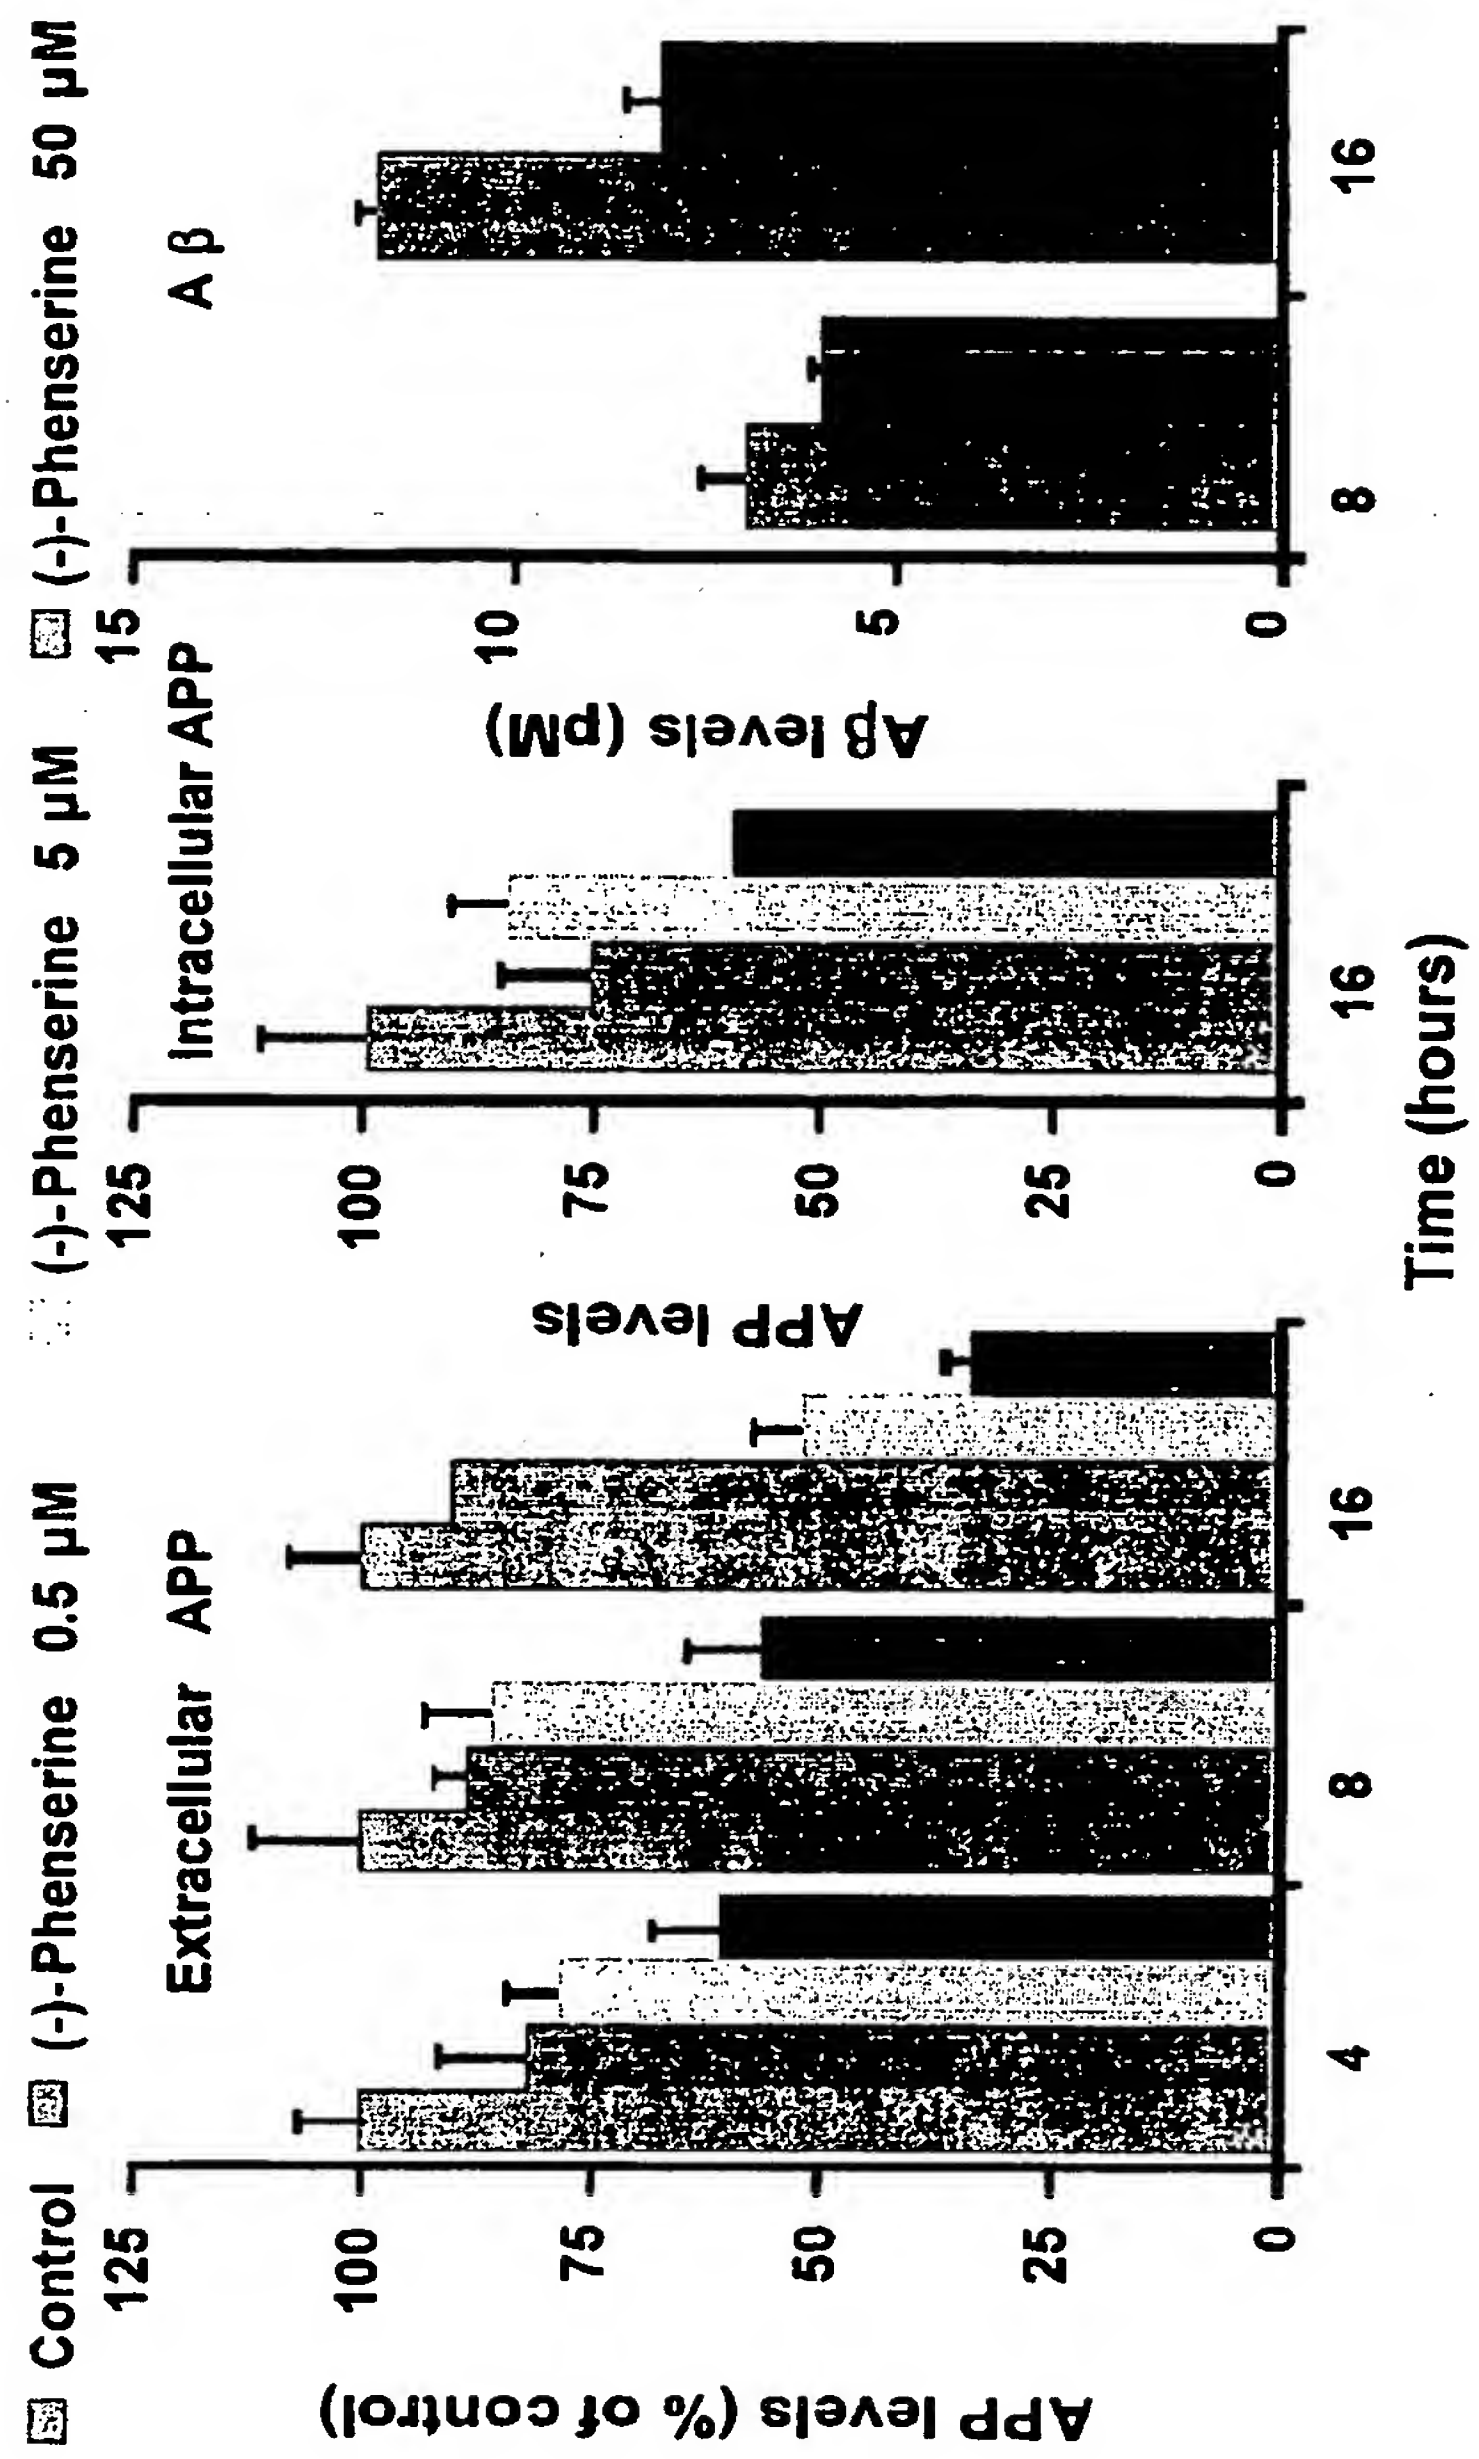 Control (-)-Phenserine 0.5 µM (-)-Phenserine 5 µM (-)-Phenserine 50 µM
Extracellular APP
APP levels (% of control)
125
100
75
50
25
0
4 8 16
Intracellular APP
APP levels
125
100
75
50
25
0
16
A β
Aβ levels (pM)
15
10
5
0
8 16
Time (hours)